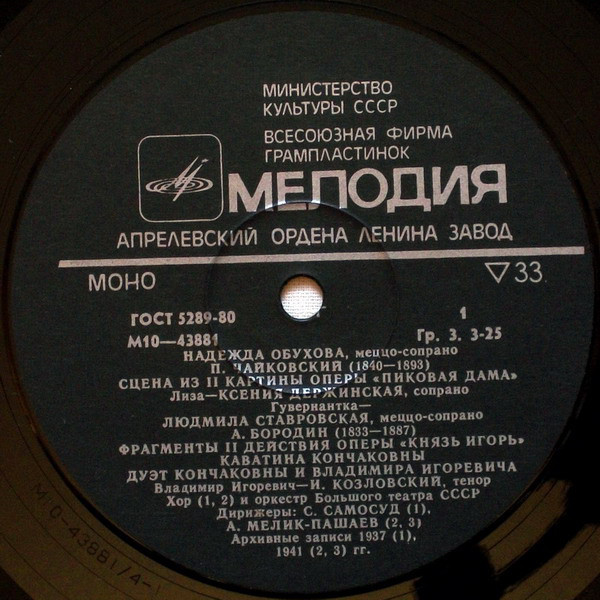 МИНИСТЕРСТВО
КУЛЬТУРЫ СССР
ВСЕСОЮЗНАЯ ФИРМА
ГРАМПЛАСТИНОК
МЕЛОДИЯ
АПРЕЛЕВСКИЙ ОРДЕНА ЛЕНИНА ЗАВОД
МОНО ▽33
ГОСТ 5289-80 1
М10—43881 Гр. 3. 3-25
НАДЕЖДА ОБУХОВА, меццо-сопрано
П. ЧАЙКОВСКИЙ (1840—1893)
СЦЕНА ИЗ II КАРТИНЫ ОПЕРЫ «ПИКОВАЯ ДАМА»
Лиза—КСЕНИЯ ДЕРЖИНСКАЯ, сопрано
Гувернантка—
ЛЮДМИЛА СТАВРОВСКАЯ, меццо-сопрано
А. БОРОДИН (1833—1887)
ФРАГМЕНТЫ II ДЕЙСТВИЯ ОПЕРЫ «КНЯЗЬ ИГОРЬ»
КАВАТИНА КОНЧАКОВНЫ
ДУЭТ КОНЧАКОВНЫ И ВЛАДИМИРА ИГОРЕВИЧА
Владимир Игоревич—И. КОЗЛОВСКИЙ, тенор
Хор (1, 2) и оркестр Большого театра СССР
Дирижеры: С. САМОСУД (1),
А. МЕЛИК-ПАШАЕВ (2, 3)
Архивные записи 1937 (1),
1941 (2, 3) гг.
М10-43881/4-1